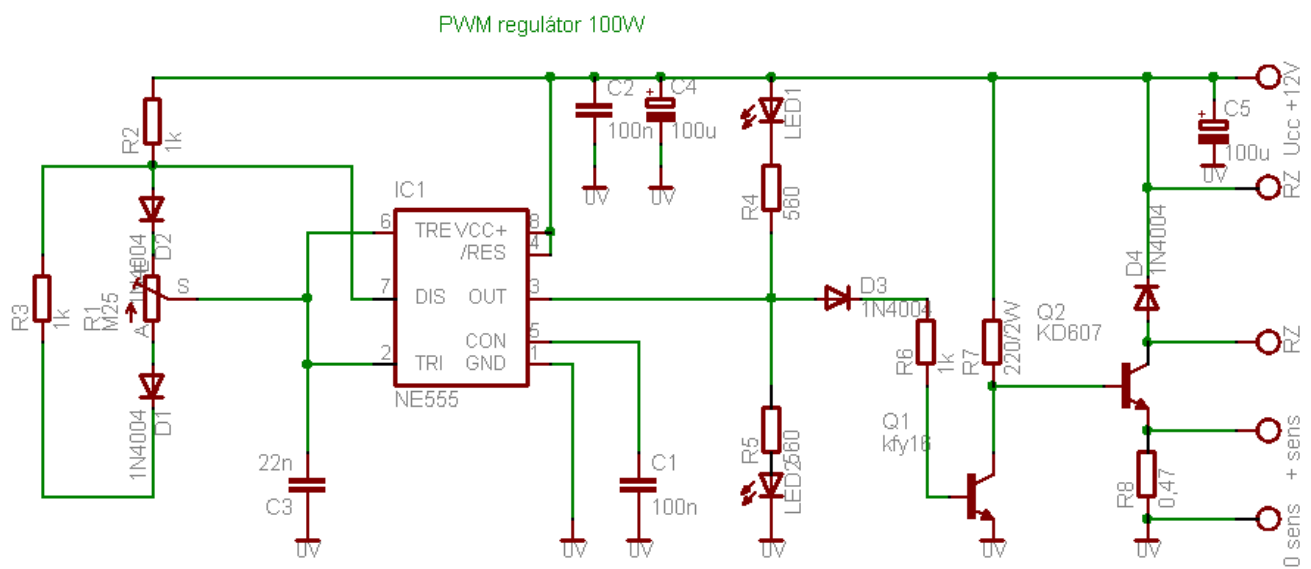 PWM regulátor 100W
R2
1k
R3
1k
R1
M25
A
S
D2
D1
1N4004
22n
C3
IC1
6
7
2
TRE
DIS
TRI
VCC+
/RES
OUT
CON
GND
8
4
3
5
1
NE555
C2
100n
0V
C4
+
100u
0V
0V
0V
C1
100n
0V
LED1
R4
560
R5
560
LED2
0V
D3
1N4004
R6
1k
R7
220/2W
Q1
kfy16
0V
Q2
KD607
D4
1N4004
R8
0,47
0V
C5
+
100u
0V
Ucc +12V
RZ
RZ
+ sens
0 sens